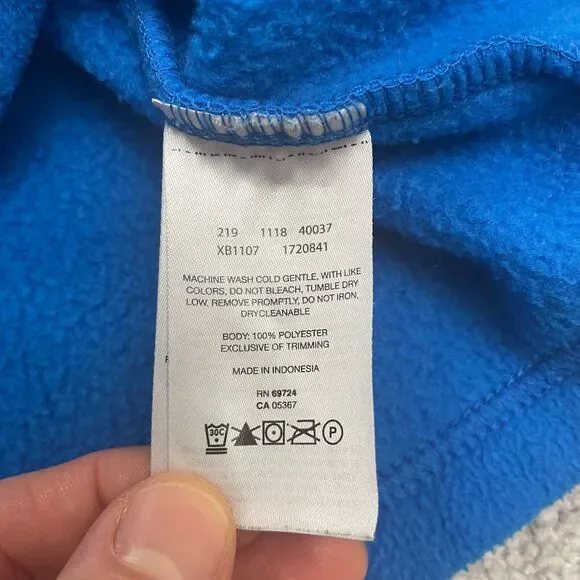 219 1118 40037
XB1107 1720841
MACHINE WASH COLD GENTLE, WITH LIKE
COLORS, DO NOT BLEACH, TUMBLE DRY
LOW, REMOVE PROMPTLY, DO NOT IRON,
DRYCLEANABLE
BODY: 100% POLYESTER
EXCLUSIVE OF TRIMMING
MADE IN INDONESIA
RN 69724
CA 05367
30C P